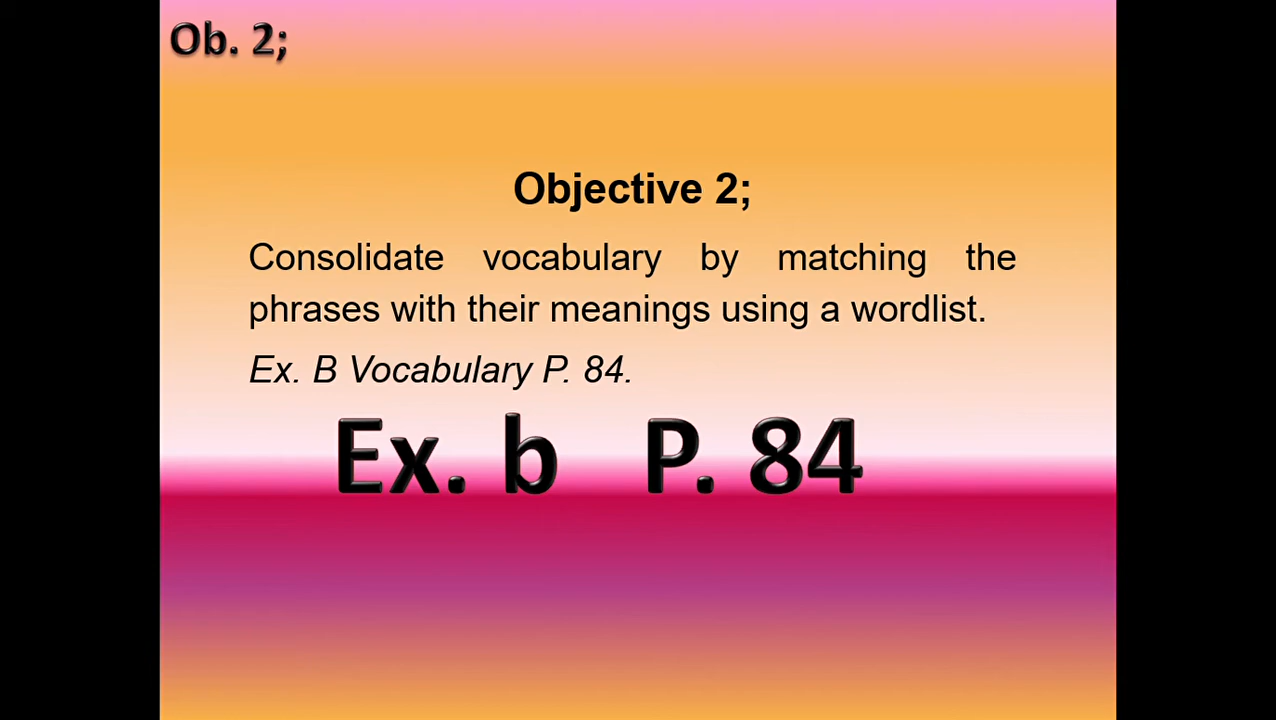 Ob. 2;
Objective 2;
Consolidate vocabulary by matching the
phrases with their meanings using a wordlist.
Ex. B Vocabulary P. 84.
Ex. b P. 84